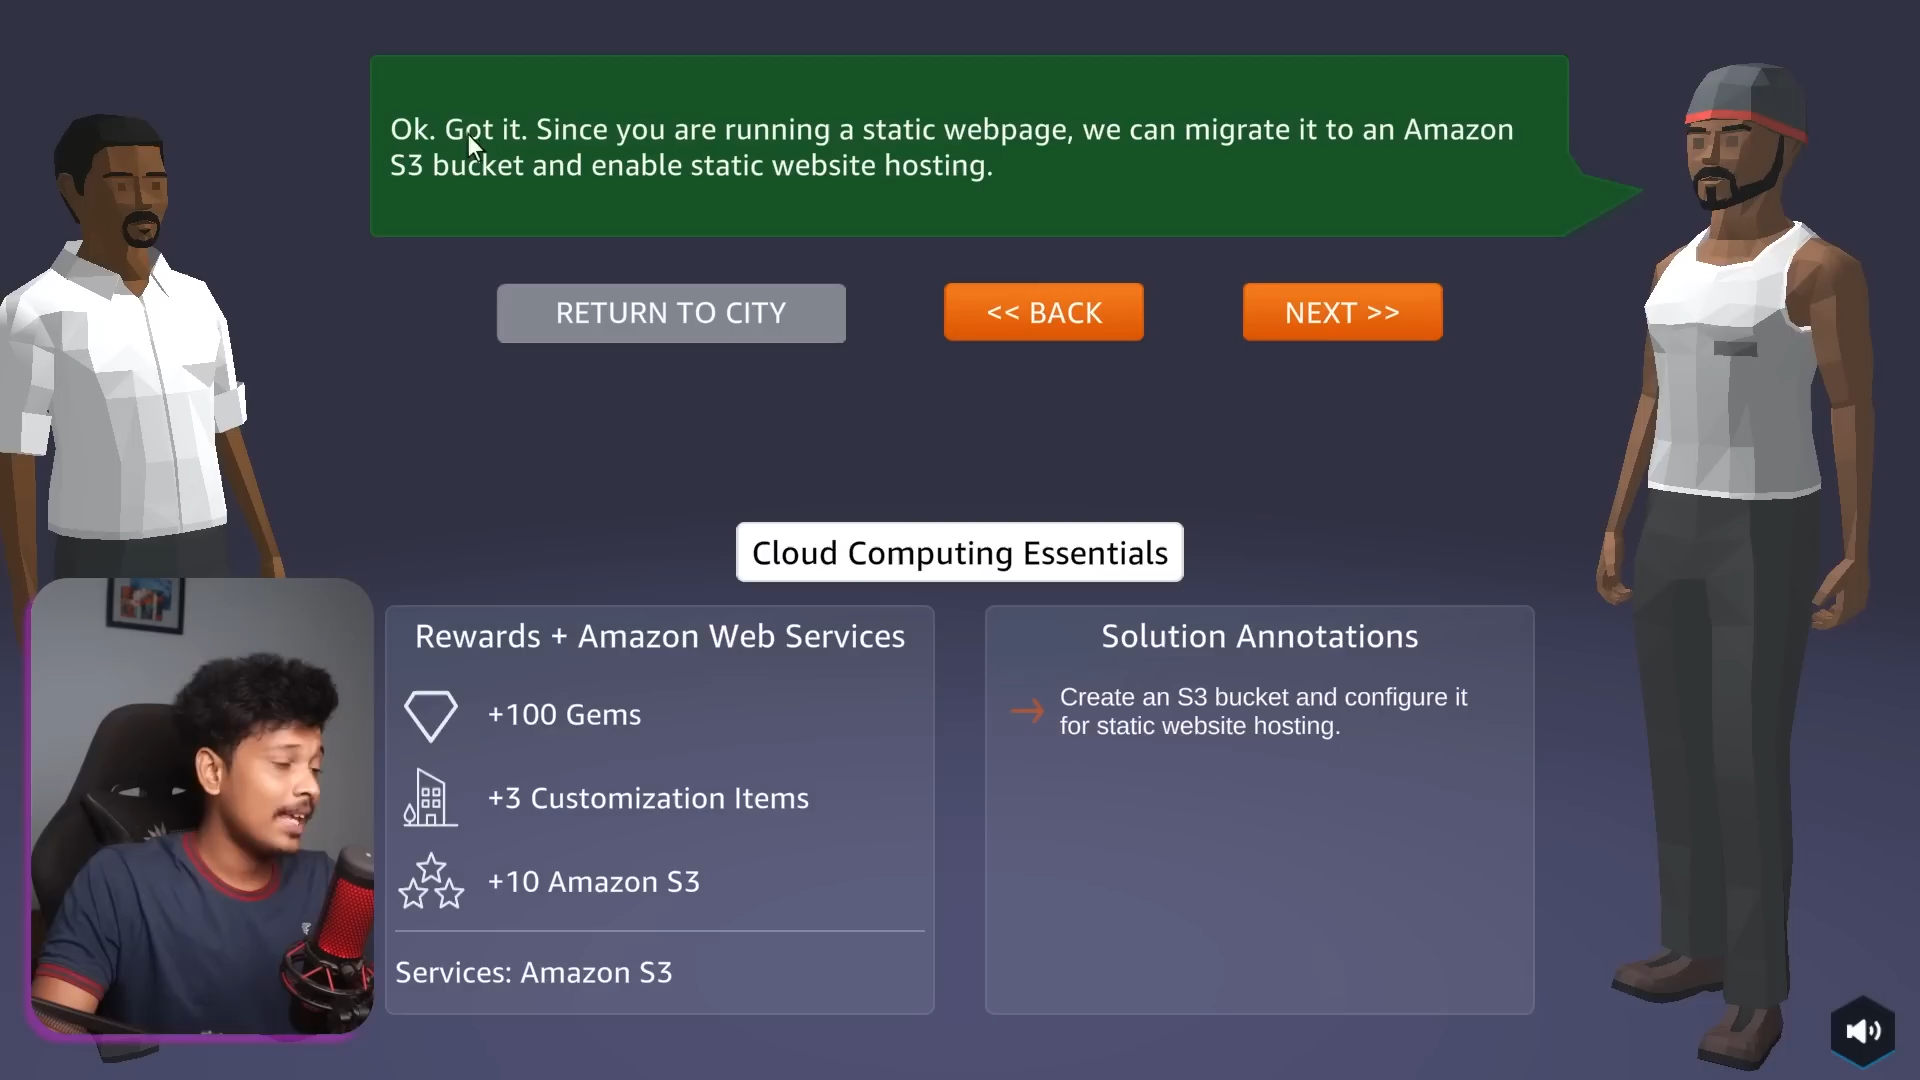 Ok. Got it. Since you are running a static webpage, we can migrate it to an Amazon
S3 bucket and enable static website hosting.
RETURN TO CITY
<< BACK
NEXT >>
Cloud Computing Essentials
Rewards + Amazon Web Services
+100 Gems
+3 Customization Items
+10 Amazon S3
Services: Amazon S3
Solution Annotations
Create an S3 bucket and configure it
for static website hosting.